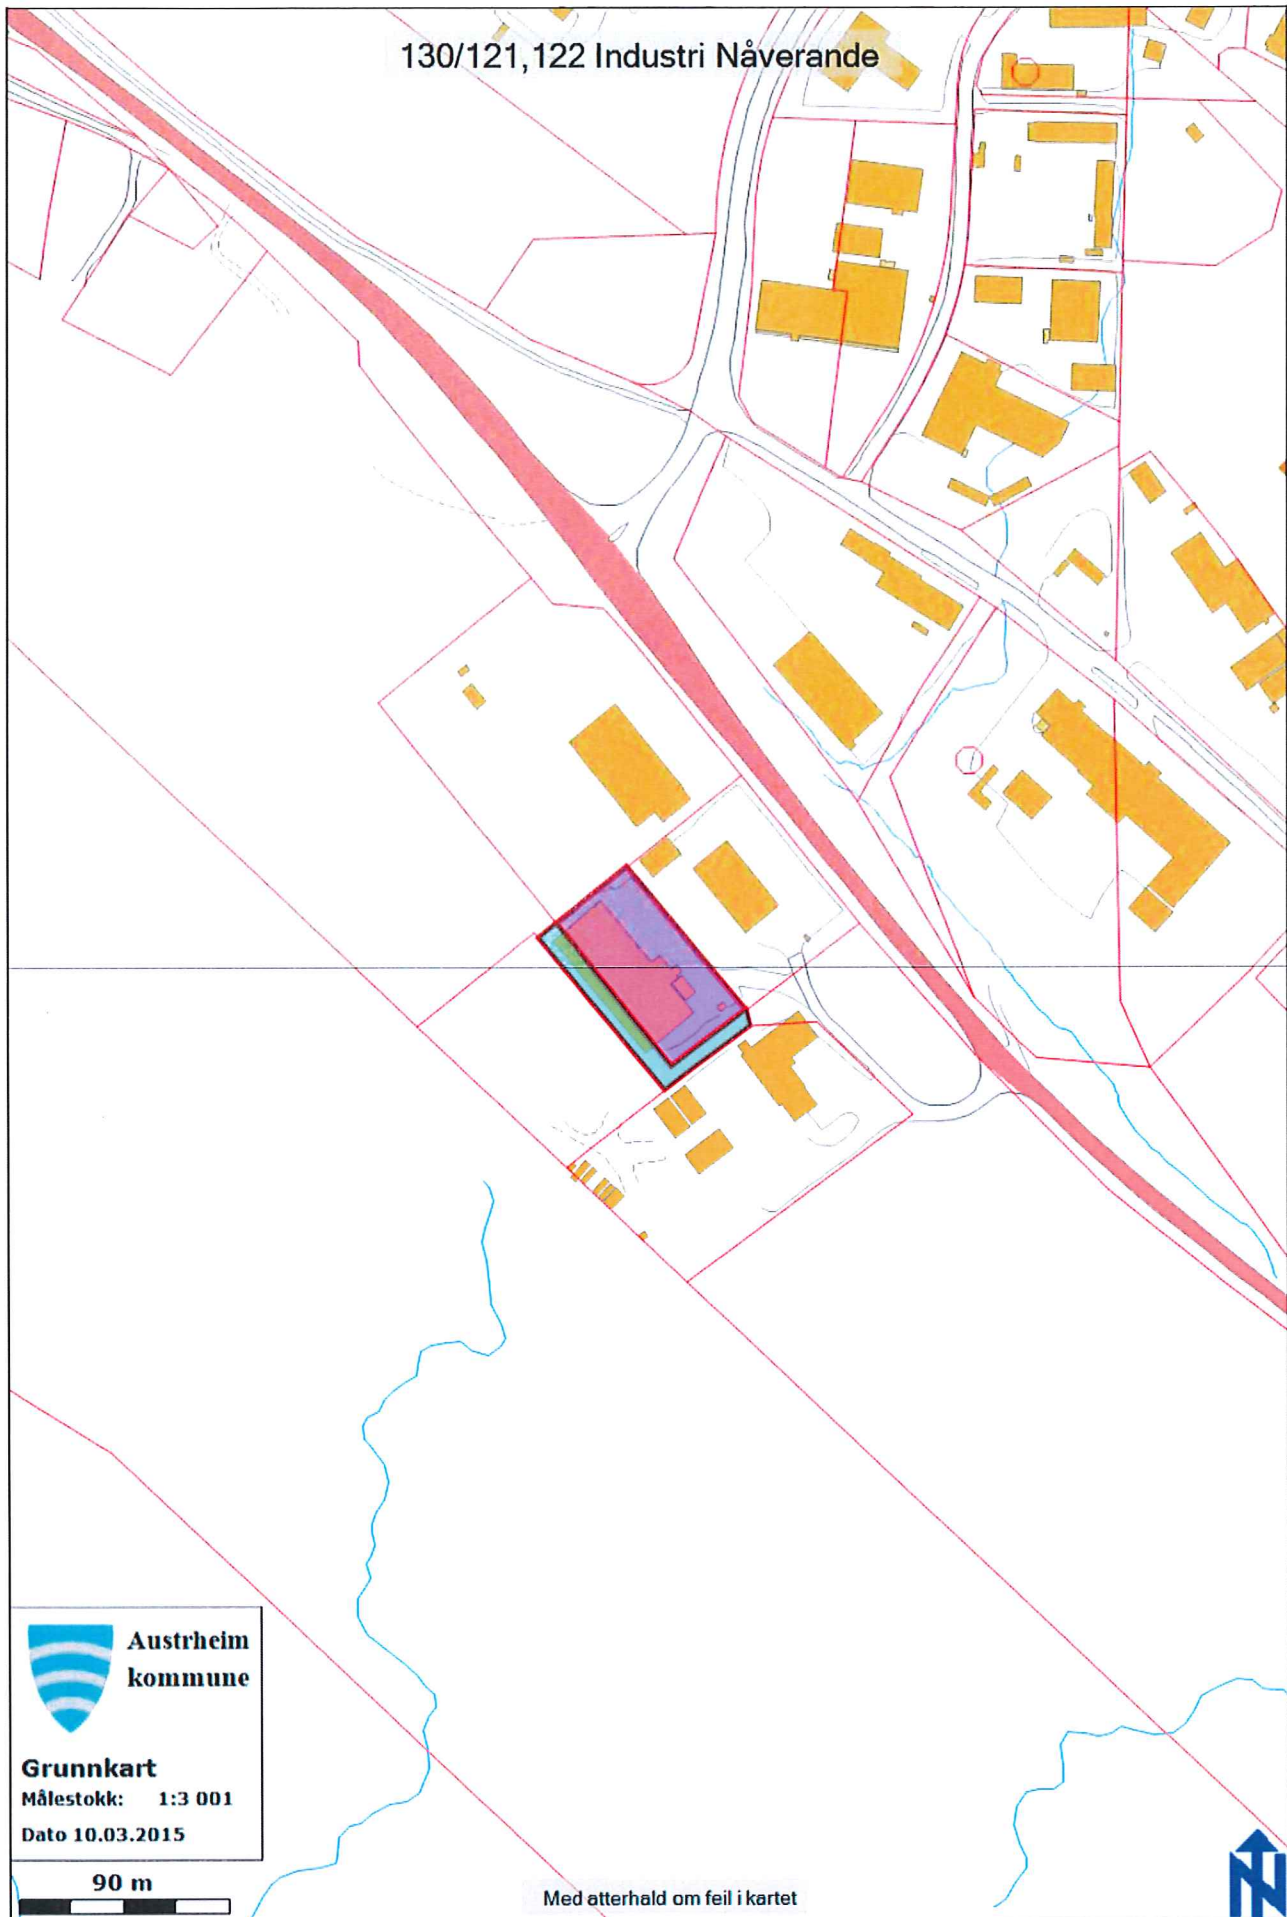 130/121,122 Industri Nåverande
Austrheim
kommune
Grunnkart
Målestokk: 1:3 001
Dato 10.03.2015
90 m
Med atterhald om feil i kartet
N